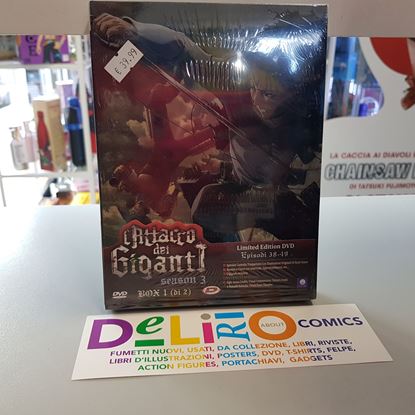 € 39,99
LA CACCIA AI DIAVOLI
CHAINSAW
DI TATSUKI FUJIMO
L'Attacco
dei
Giganti
season 3
BOX 1 (di 2)
Limited Edition DVD
Episodi 38-49
DVD
DELIRIO
ABOUT
COMICS
FUMETTI NUOVI, USATI, DA COLLEZIONE, LIBRI, RIVISTE,
LIBRI D'ILLUSTRAZIONI, POSTERS, DVD, T-SHIRTS, FELPE,
ACTION FIGURES, PORTACHIAVI, GADGETS